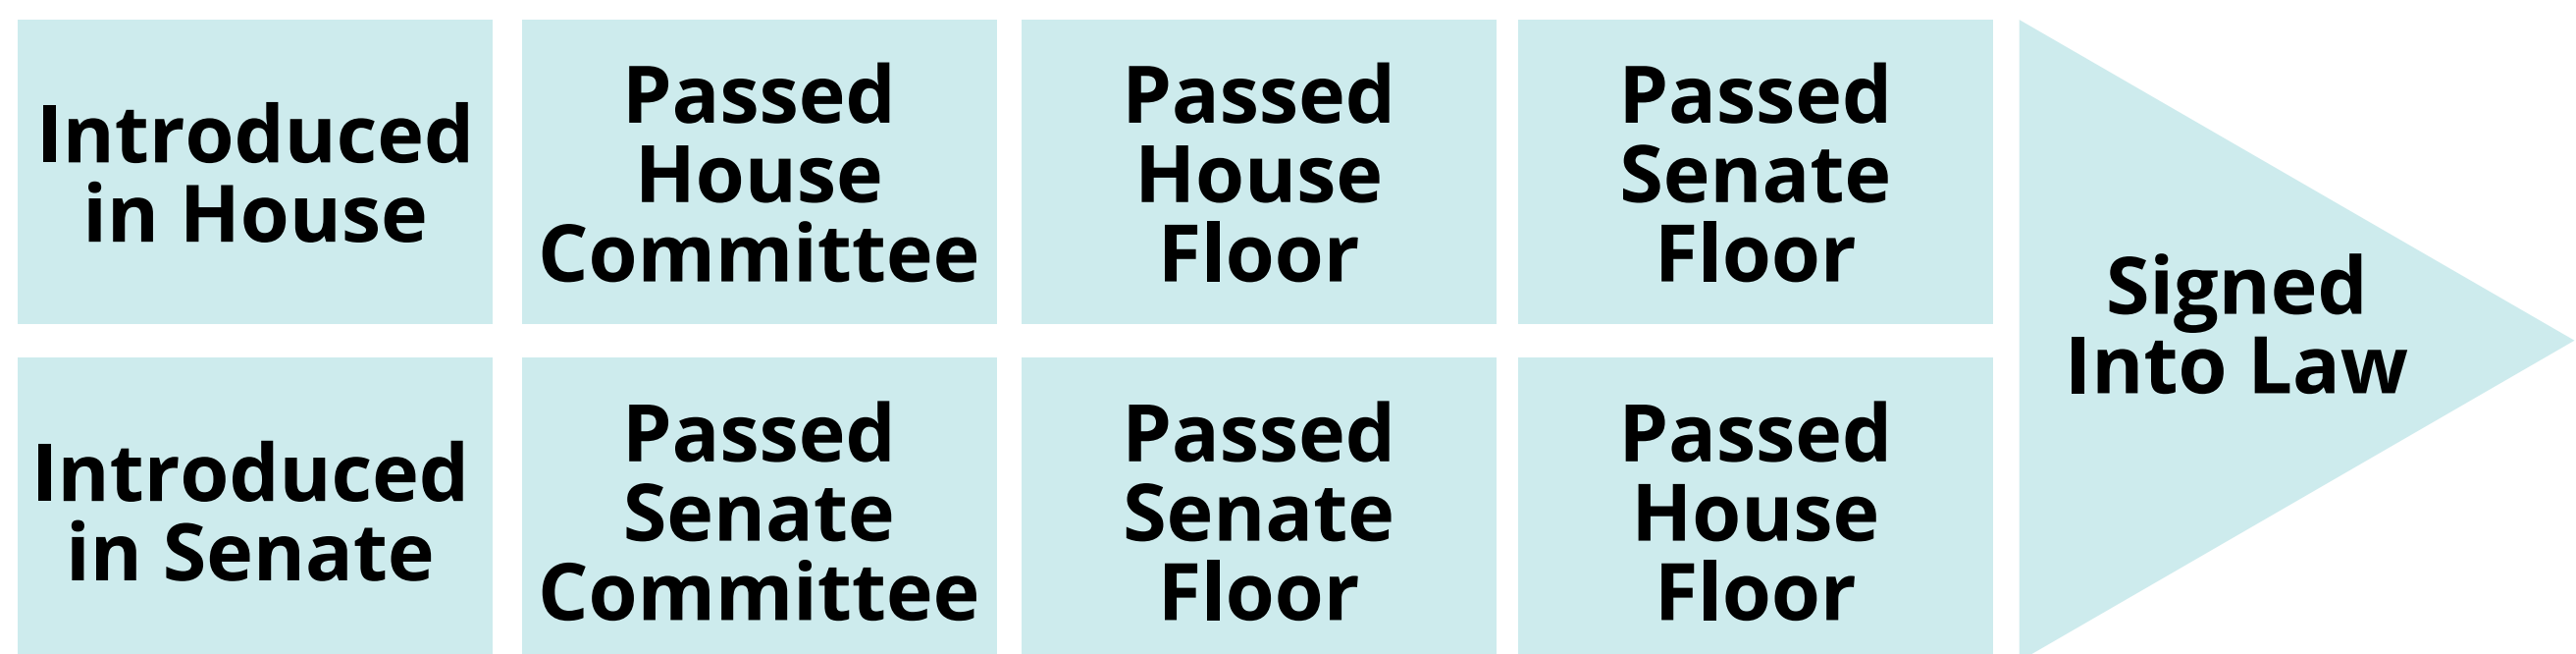 Introduced
in House
Passed
House
Committee
Passed
House
Floor
Passed
Senate
Floor
Signed
Into Law
Introduced
in Senate
Passed
Senate
Committee
Passed
Senate
Floor
Passed
House
Floor